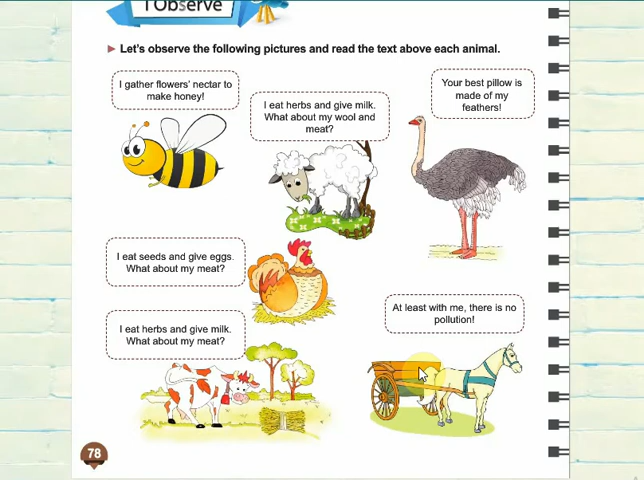 I Observe
Let's observe the following pictures and read the text above each animal.
I gather flowers' nectar to
make honey!
I eat herbs and give milk.
What about my wool and
meat?
Your best pillow is
made of my
feathers!
I eat seeds and give eggs.
What about my meat?
At least with me, there is no
pollution!
I eat herbs and give milk.
What about my meat?
78